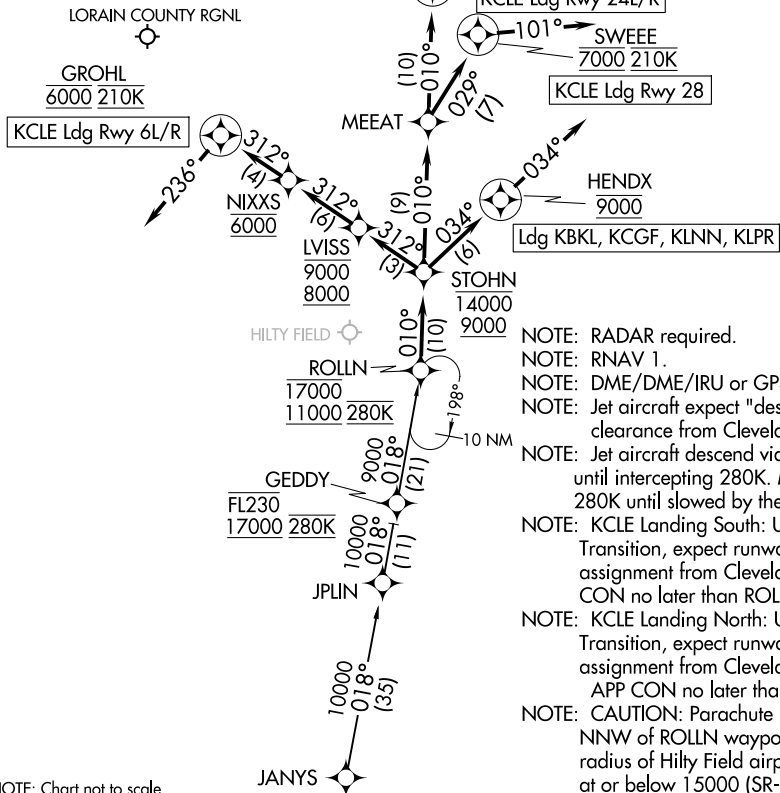 KCLE Ldg Rwy 24L/R
LORAIN COUNTY RGNL
101°
SWEEE
7000 210K
KCLE Ldg Rwy 28
GROHL
6000 210K
KCLE Ldg Rwy 6L/R
(10)
010°
029°
(7)
MEEAT
312°
(4)
236°
NIXXS
6000
312°
(6)
LVISS
9000
8000
312°
(3)
(9)
010°
034°
(6)
034°
HENDX
9000
Ldg KBKL, KCGF, KLNN, KLPR
STOHN
14000
9000
HILTY FIELD
010°
(10)
ROLLN
17000
11000 280K
198°
10 NM
9000
018°
(21)
GEDDY
FL230
17000 280K
10000
018°
(11)
JPLIN
10000
018°
(35)
JANYS
NOTE: RADAR required.
NOTE: RNAV 1.
NOTE: DME/DME/IRU or GP
NOTE: Jet aircraft expect "des
clearance from Clevela
NOTE: Jet aircraft descend via
until intercepting 280K.
280K until slowed by the
NOTE: KCLE Landing South: U
Transition, expect runwa
assignment from Clevela
CON no later than ROL
NOTE: KCLE Landing North: U
Transition, expect runwa
assignment from Clevela
APP CON no later tha
NOTE: CAUTION: Parachute
NNW of ROLLN waypo
radius of Hilty Field airp
at or below 15000 (SR-
NOTE: Chart not to scale